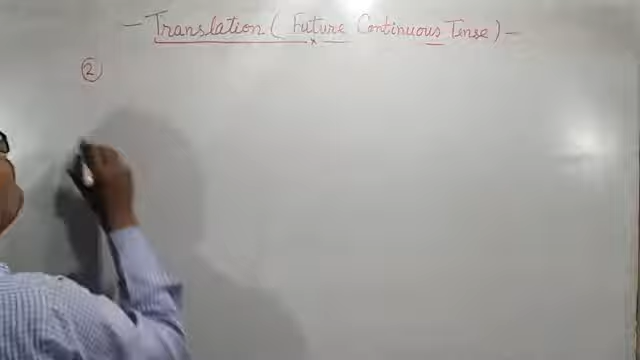 - Translation ( Future Continuous Tense ) -
②